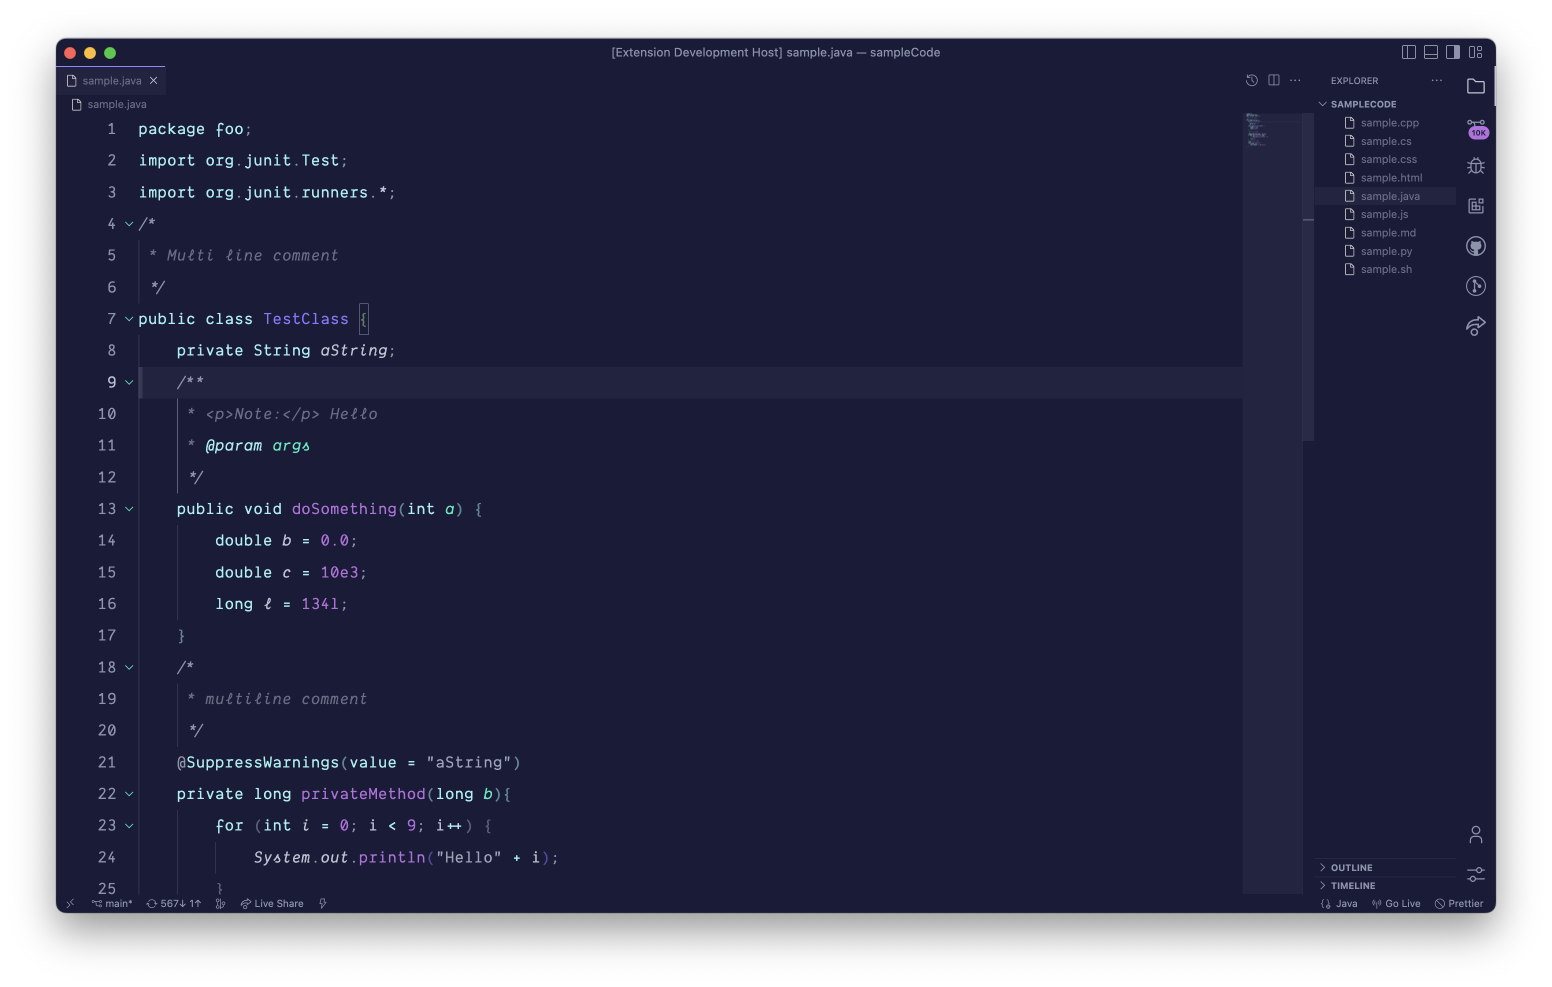 [Extension Development Host] sample.java — sampleCode
sample.java
sample.java
1 package foo;
2 import org.junit.Test;
3 import org.junit.runners.*;
4 /*
5 * Multi line comment
6 */
7 public class TestClass {
8 private String aString;
9 /**
10 * <p>Note:</p> Hello
11 * @param args
12 */
13 public void doSomething(int a) {
14 double b = 0.0;
15 double c = 10e3;
16 long l = 134l;
17 }
18 /*
19 * multiline comment
20 */
21 @SuppressWarnings(value = "aString")
22 private long privateMethod(long b){
23 for (int i = 0; i < 9; i++) {
24 System.out.println("Hello" + i);
25 }
EXPLORER
SAMPLECODE
sample.cpp
sample.cs
sample.css
sample.html
sample.java
sample.js
sample.md
sample.py
sample.sh
OUTLINE
TIMELINE
10K
main* 567↓ 1↑ Live Share Java Go Live Prettier